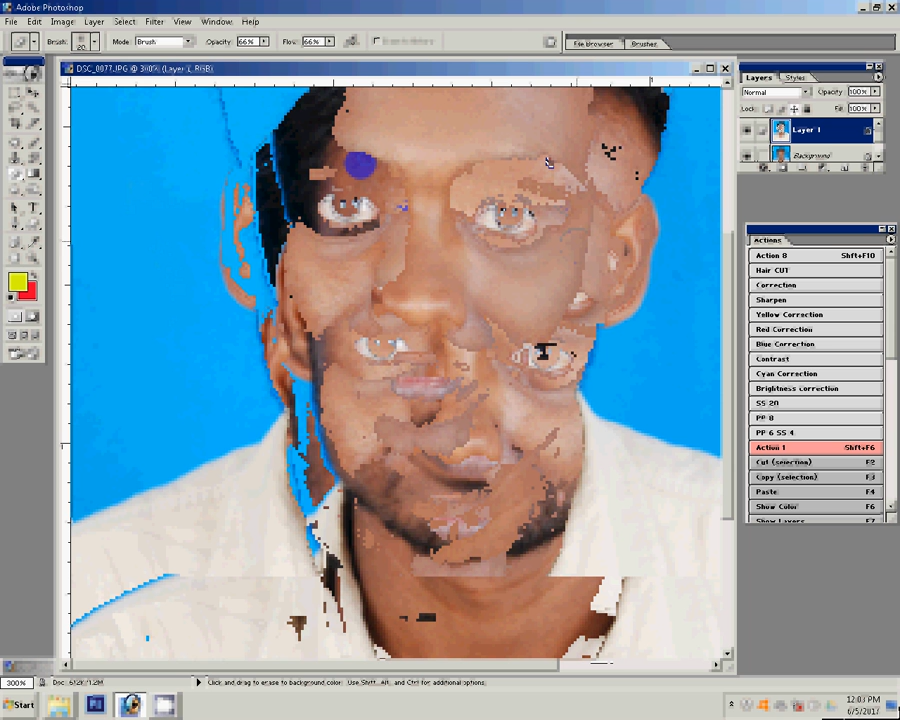 Adobe Photoshop
File Edit Image Layer Select Filter View Window Help
Brush: 20 Mode: Brush Opacity: 66% Flow: 66% File Browser Brushes
DSC_0077.JPG @ 300% (Layer 1, RGB)
Layers Styles
Normal Opacity: 100%
Lock: Fill: 100%
Layer 1
Background
Actions
Action 8 Shft+F10
Hair CUT
Correction
Sharpen
Yellow Correction
Red Correction
Blue Correction
Contrast
Cyan Correction
Brightness correction
SS 20
PP 8
PP 6 SS 4
Action 1 Shft+F6
Cut (selection) F2
Copy (selection) F3
Paste F4
Show Color F6
Show Layers F7
300% Click and drag to erase to background color. Use Shift, Alt, and Ctrl for additional options.
Start
12:03 PM
6/5/2017